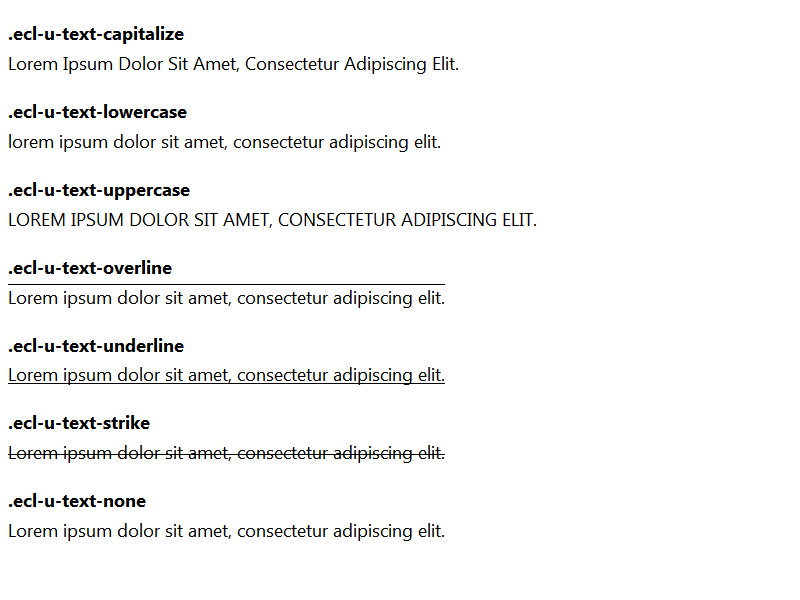 .ecl-u-text-capitalize
Lorem Ipsum Dolor Sit Amet, Consectetur Adipiscing Elit.
.ecl-u-text-lowercase
lorem ipsum dolor sit amet, consectetur adipiscing elit.
.ecl-u-text-uppercase
LOREM IPSUM DOLOR SIT AMET, CONSECTETUR ADIPISCING ELIT.
.ecl-u-text-overline
Lorem ipsum dolor sit amet, consectetur adipiscing elit.
.ecl-u-text-underline
Lorem ipsum dolor sit amet, consectetur adipiscing elit.
.ecl-u-text-strike
Lorem ipsum dolor sit amet, consectetur adipiscing elit.
.ecl-u-text-none
Lorem ipsum dolor sit amet, consectetur adipiscing elit.